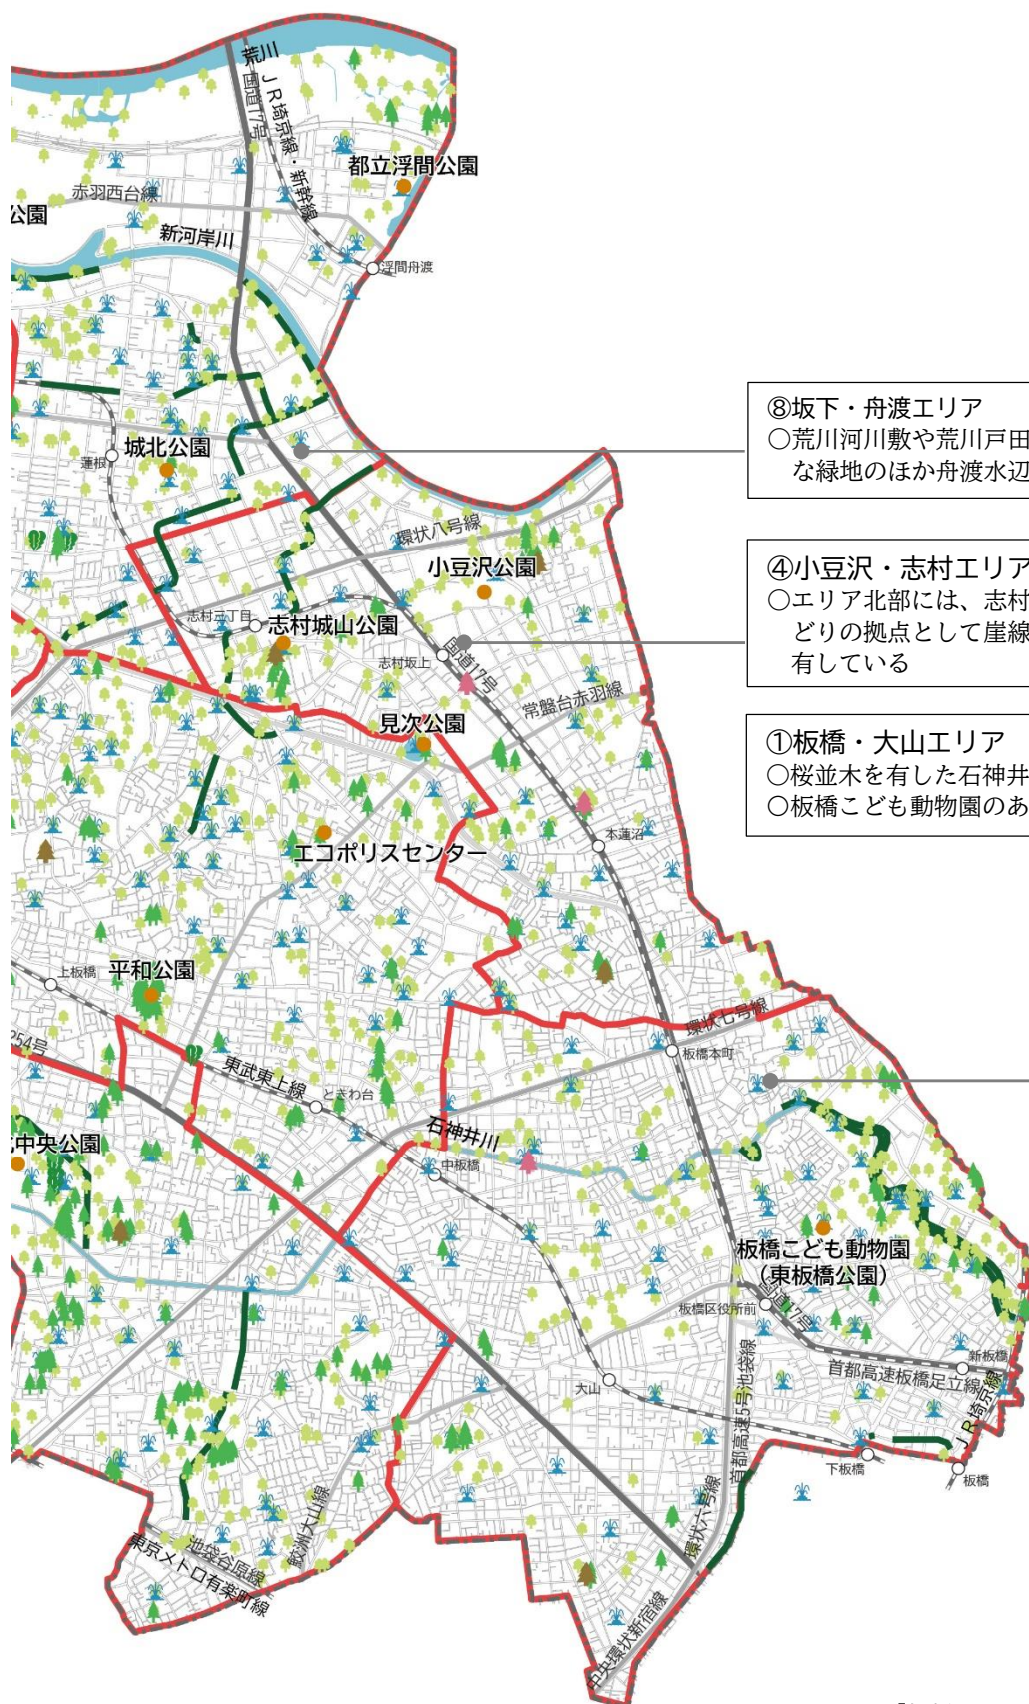 荒川
国道17号
JR埼京線・新幹線
都立浮間公園
赤羽西台線
公園
新河岸川
浮間舟渡
⑧坂下・舟渡エリア
○荒川河川敷や荒川戸田
な緑地のほか舟渡水辺
城北公園
蓮根
環状八号線
小豆沢公園
④小豆沢・志村エリア
○エリア北部には、志村
どりの拠点として崖線
有している
志村三丁目
志村城山公園
志村坂上
国道17号
常盤台赤羽線
見次公園
①板橋・大山エリア
○桜並木を有した石神井
○板橋こども動物園のあ
本蓮沼
エコポリスセンター
上板橋
平和公園
環状七号線
254号
板橋本町
東武東上線
ときわ台
石神井川
中央公園
中板橋
板橋こども動物園
（東板橋公園）
板橋区役所前
国道17号
新板橋
首都高速板橋足立線
大山
首都高速5号池袋線
JR埼京線
下板橋
板橋
環状六号線
鮫洲大山線
池袋谷原線
東京メトロ有楽町線
中央環状新宿線